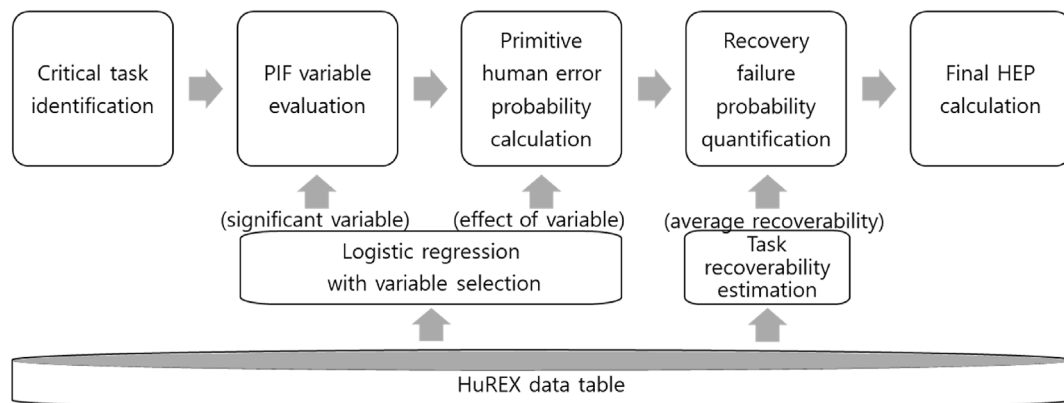 Critical task
identification
PIF variable
evaluation
Primitive
human error
probability
calculation
Recovery
failure
probability
quantification
Final HEP
calculation
(significant variable)
(effect of variable)
(average recoverability)
Logistic regression
with variable selection
Task
recoverability
estimation
HuREX data table